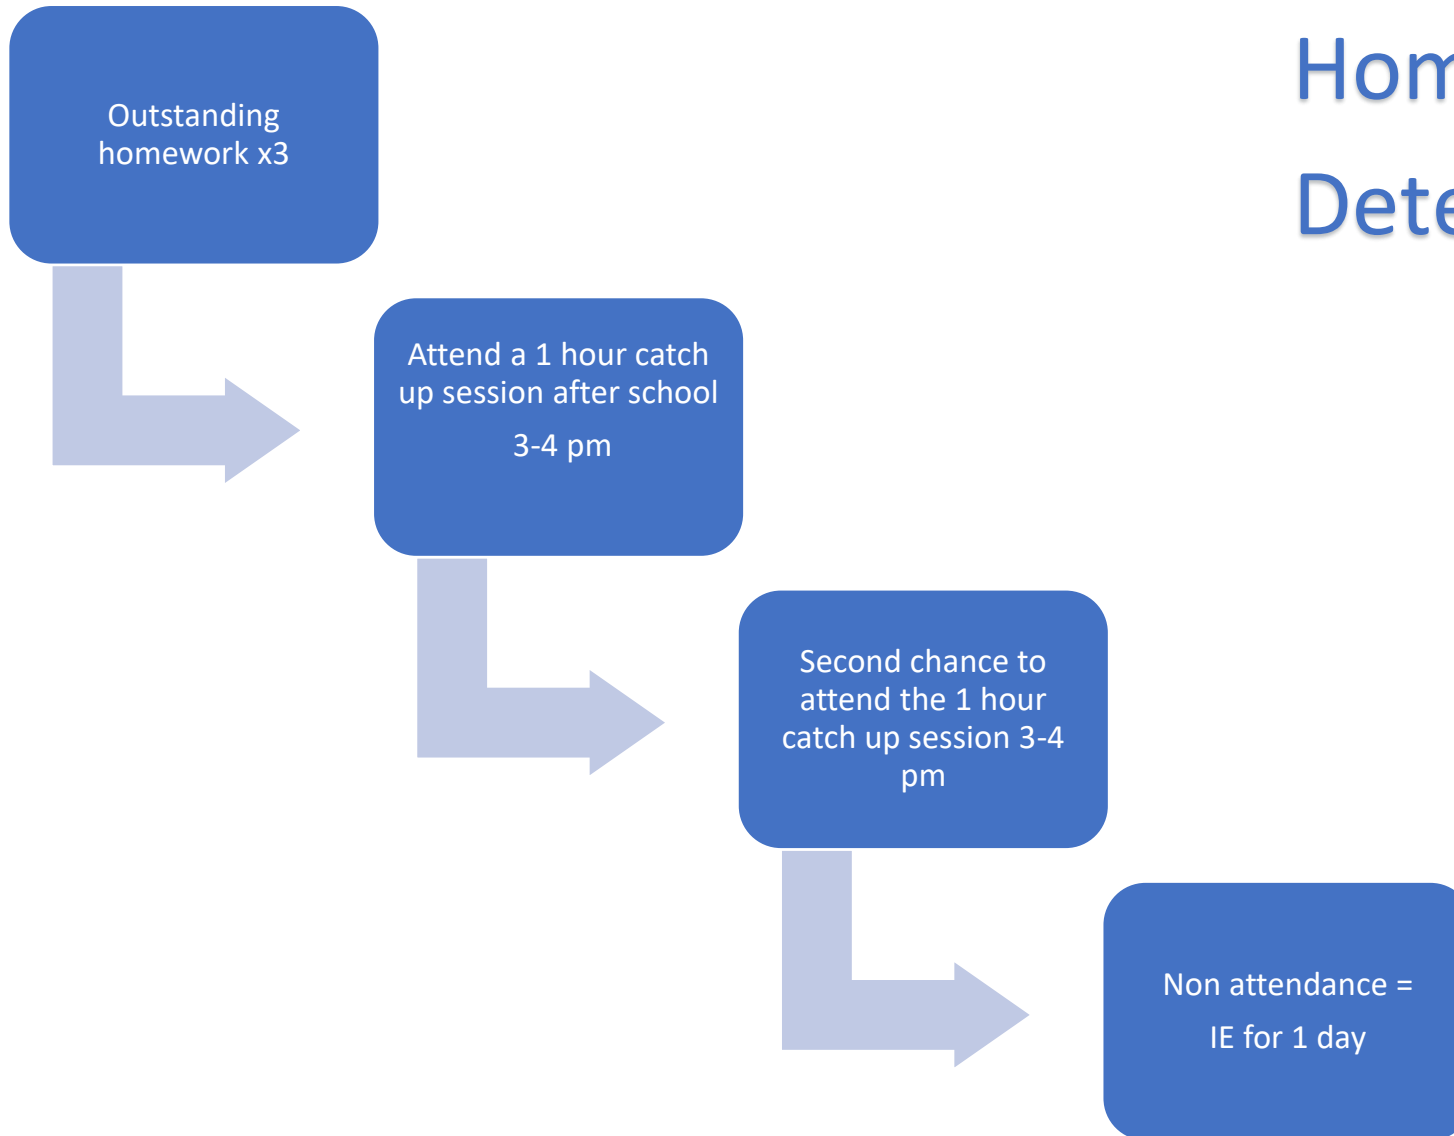 Outstanding
homework x3
Attend a 1 hour catch
up session after school
3-4 pm
Second chance to
attend the 1 hour
catch up session 3-4
pm
Non attendance =
IE for 1 day